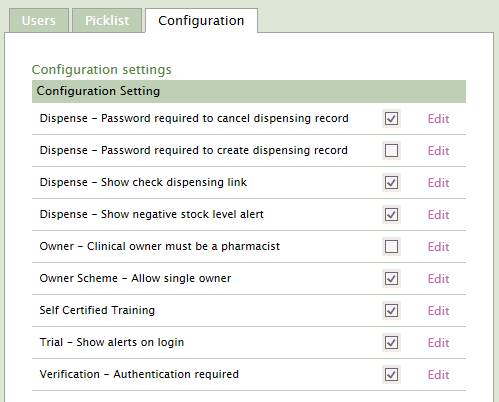 Users Picklist Configuration
Configuration settings
Configuration Setting
Dispense – Password required to cancel dispensing record Edit
Dispense – Password required to create dispensing record Edit
Dispense – Show check dispensing link Edit
Dispense – Show negative stock level alert Edit
Owner – Clinical owner must be a pharmacist Edit
Owner Scheme – Allow single owner Edit
Self Certified Training Edit
Trial – Show alerts on login Edit
Verification – Authentication required Edit